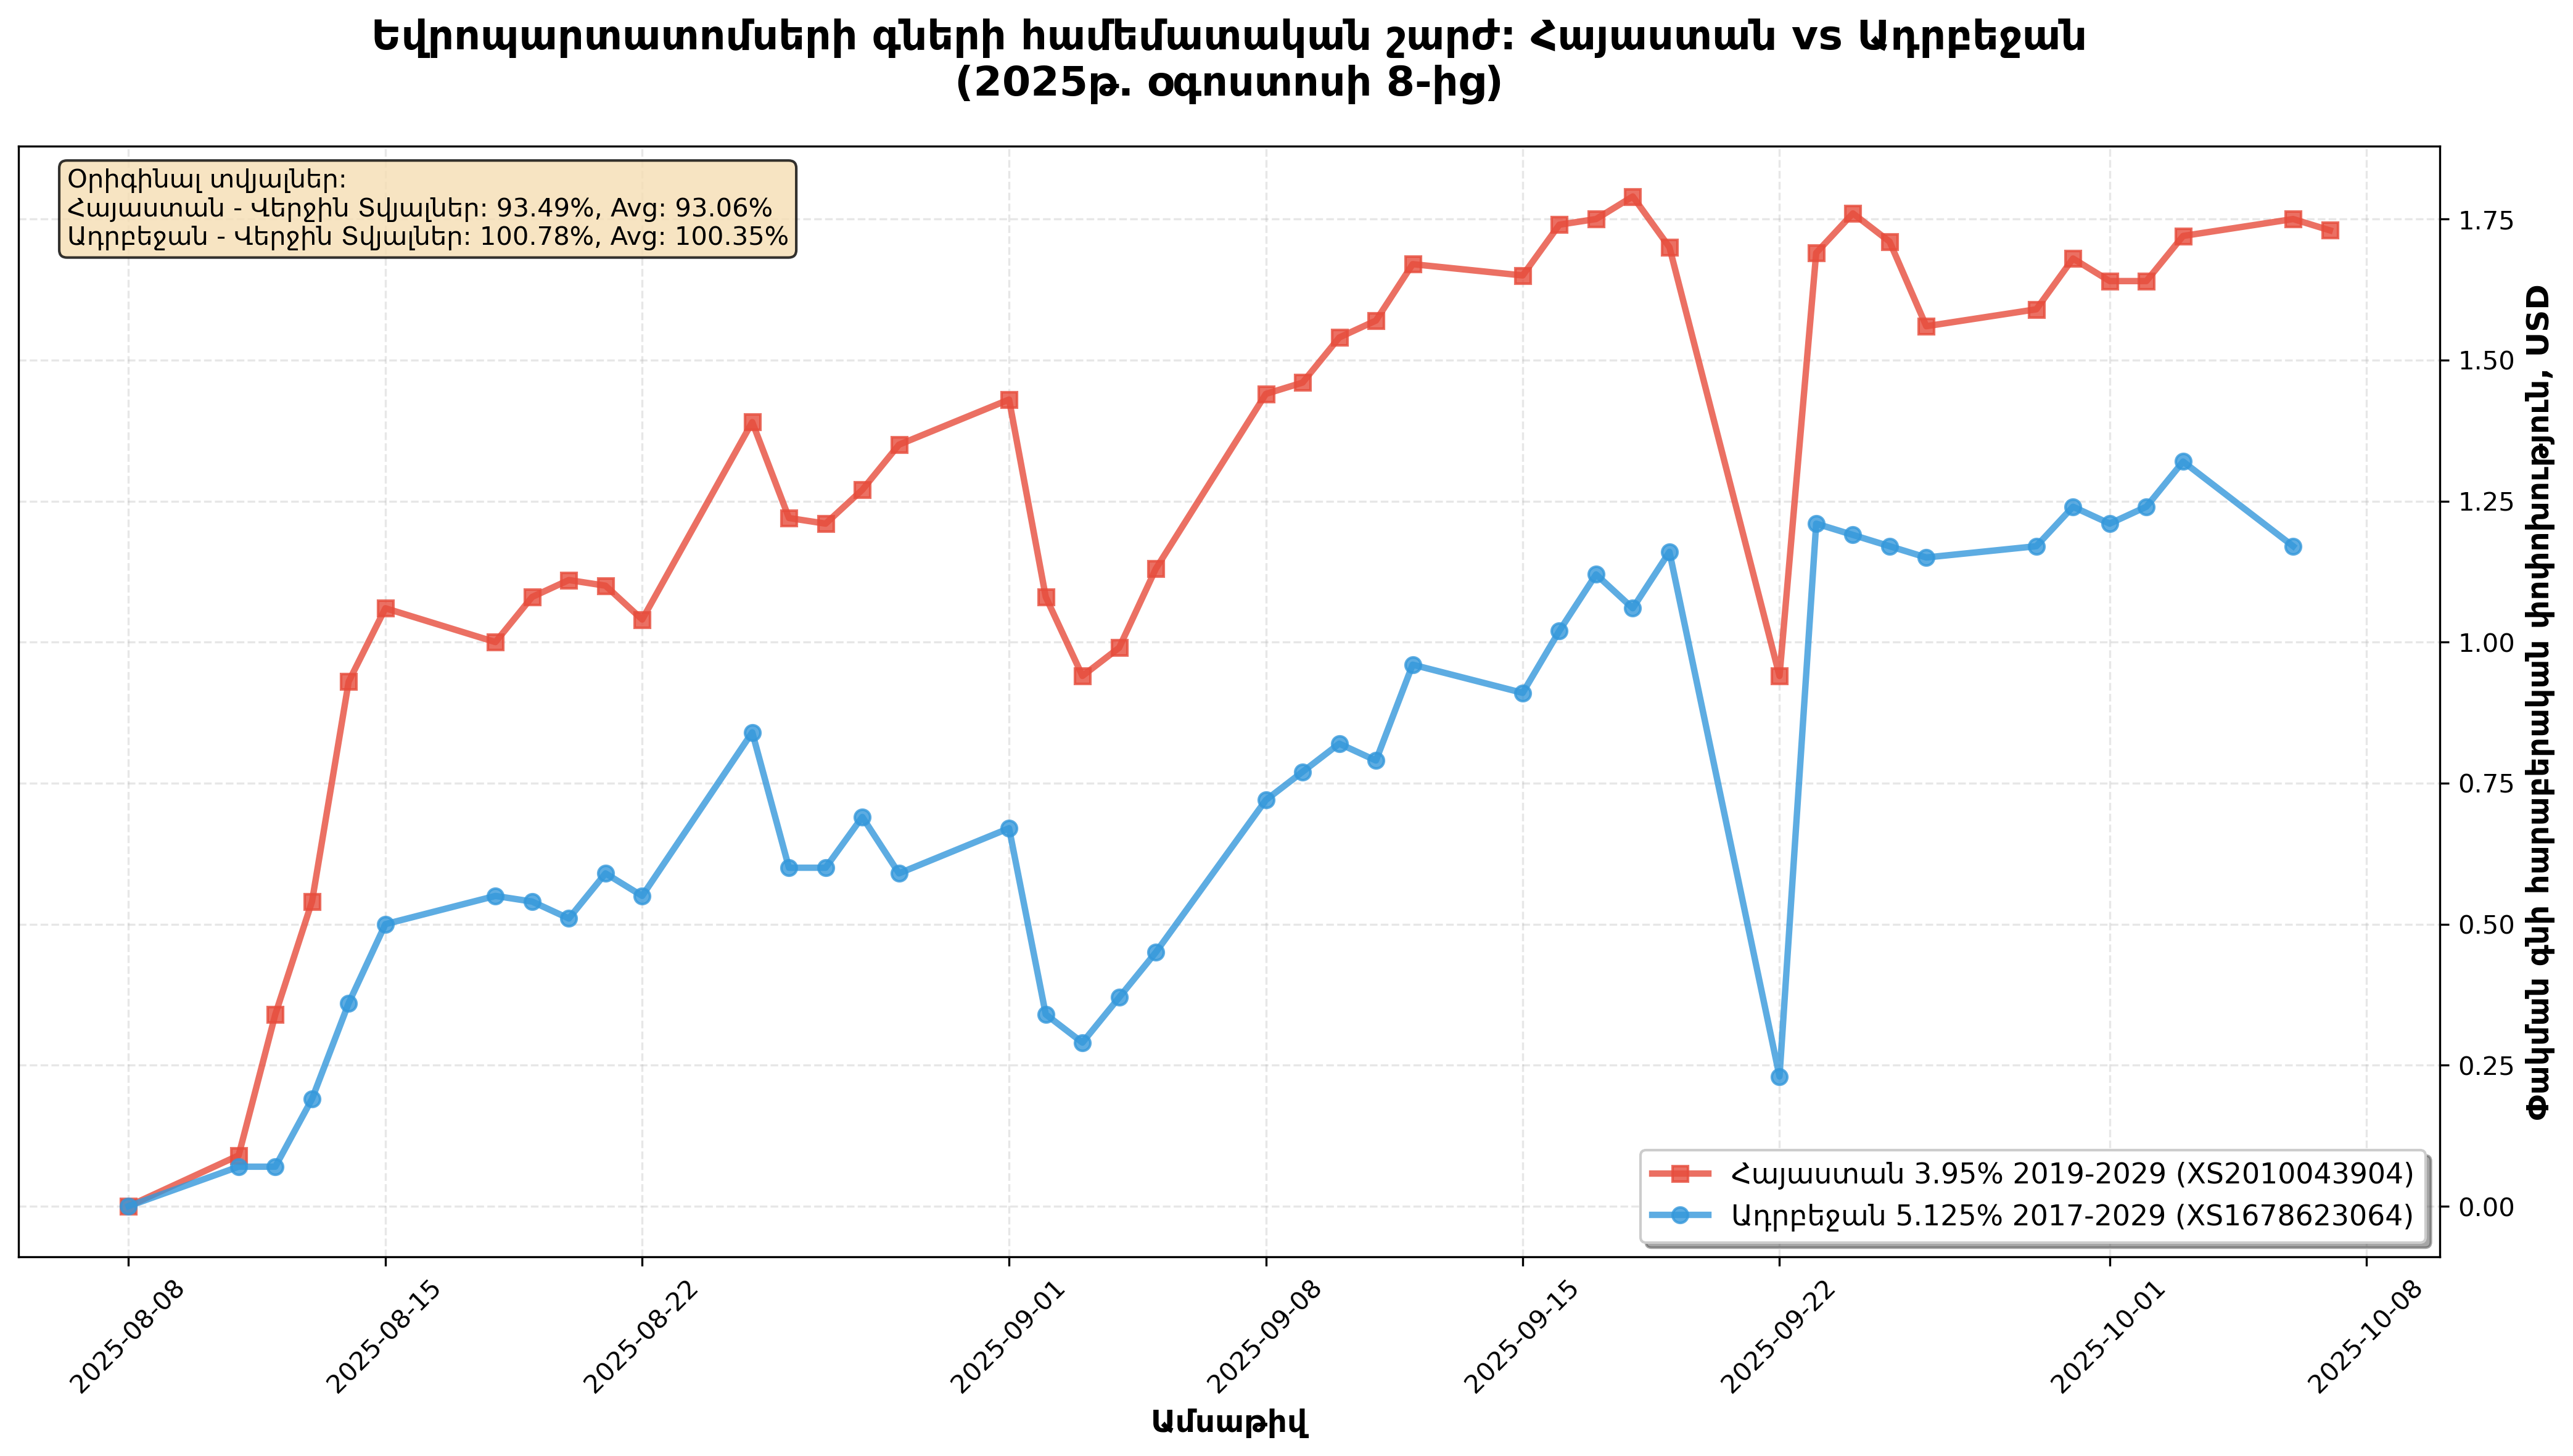 Եվրոպարտատոմսերի գների համեմատական շարժ: Հայաստան vs Ադրբեջան
(2025թ. օգոստոսի 8-ից)
Օրիգինալ տվյալներ:
Հայաստան - Վերջին Տվյալներ: 93.49%, Avg: 93.06%
Ադրբեջան - Վերջին Տվյալներ: 100.78%, Avg: 100.35%
1.75
1.50
1.25
1.00
0.75
0.50
0.25
0.00
Փոփոխություն բազային համեմատությամբ, USD
Հայաստան 3.95% 2019-2029 (XS2010043904)
Ադրբեջան 5.125% 2017-2029 (XS1678623064)
2025-08-08
2025-08-15
2025-08-22
2025-09-01
2025-09-08
2025-09-15
2025-09-22
2025-10-01
2025-10-08
Ամսաթիվ